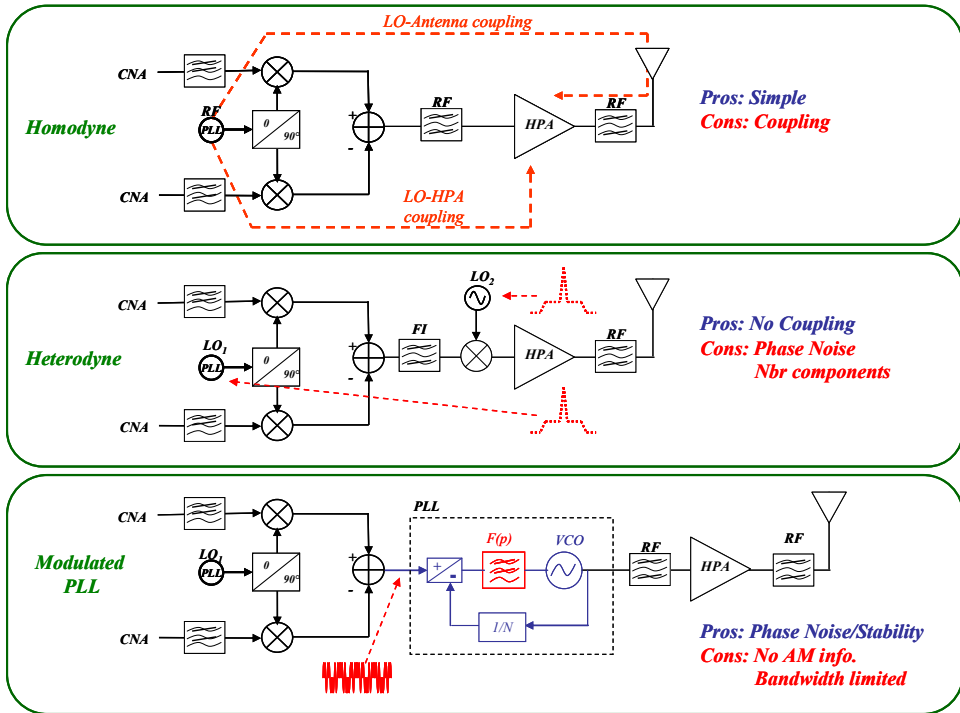 LO-Antenna coupling
CNA
RF
PLL
0
90°
+
-
RF
HPA
RF
Homodyne
CNA
LO-HPA
coupling
Pros: Simple
Cons: Coupling
CNA
LO2
Heterodyne
LO1
PLL
0
90°
+
-
FI
HPA
RF
CNA
Pros: No Coupling
Cons: Phase Noise
Nbr components
CNA
PLL
Modulated
PLL
LO1
PLL
0
90°
+
-
+
-
F(p)
VCO
1/N
RF
HPA
RF
CNA
Pros: Phase Noise/Stability
Cons: No AM info.
Bandwidth limited